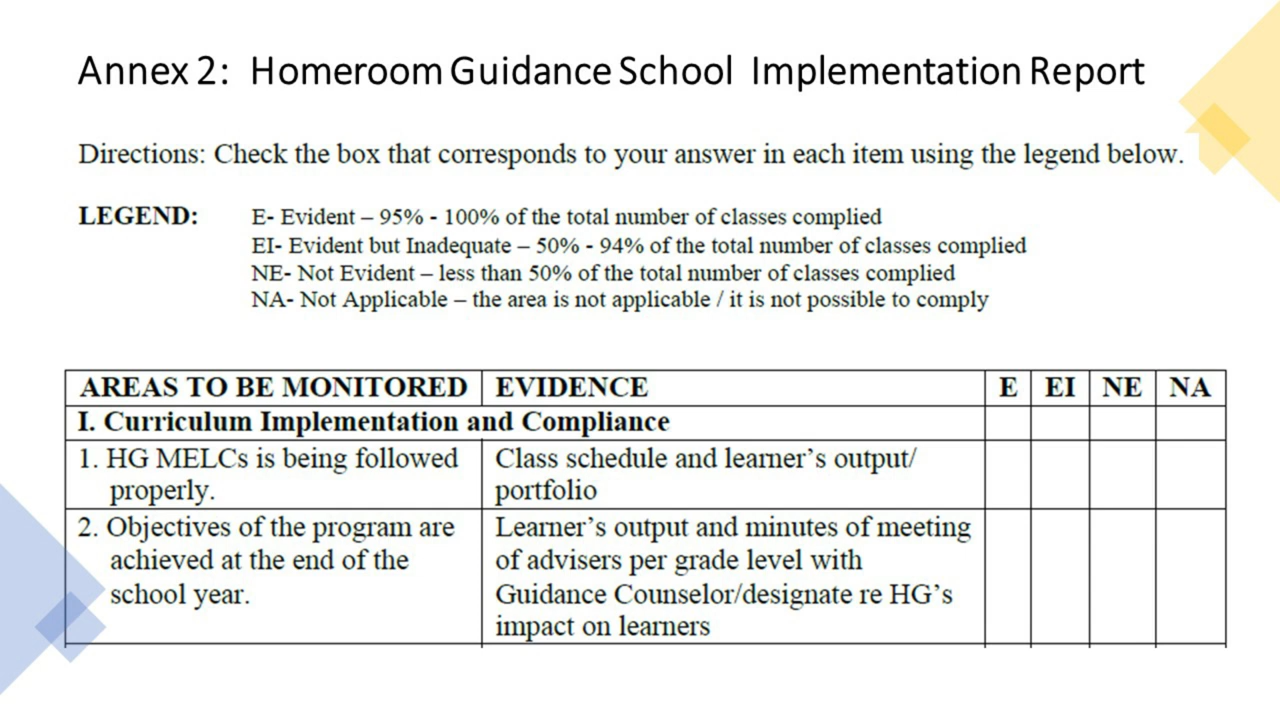 Annex 2: Homeroom Guidance School Implementation Report
Directions: Check the box that corresponds to your answer in each item using the legend below.
LEGEND: E- Evident – 95% - 100% of the total number of classes complied
EI- Evident but Inadequate – 50% - 94% of the total number of classes complied
NE- Not Evident – less than 50% of the total number of classes complied
NA- Not Applicable – the area is not applicable / it is not possible to comply
AREAS TO BE MONITORED EVIDENCE E EI NE NA
I. Curriculum Implementation and Compliance
1. HG MELCs is being followed
properly.
Class schedule and learner’s output/
portfolio
2. Objectives of the program are
achieved at the end of the
school year.
Learner’s output and minutes of meeting
of advisers per grade level with
Guidance Counselor/designate re HG’s
impact on learners